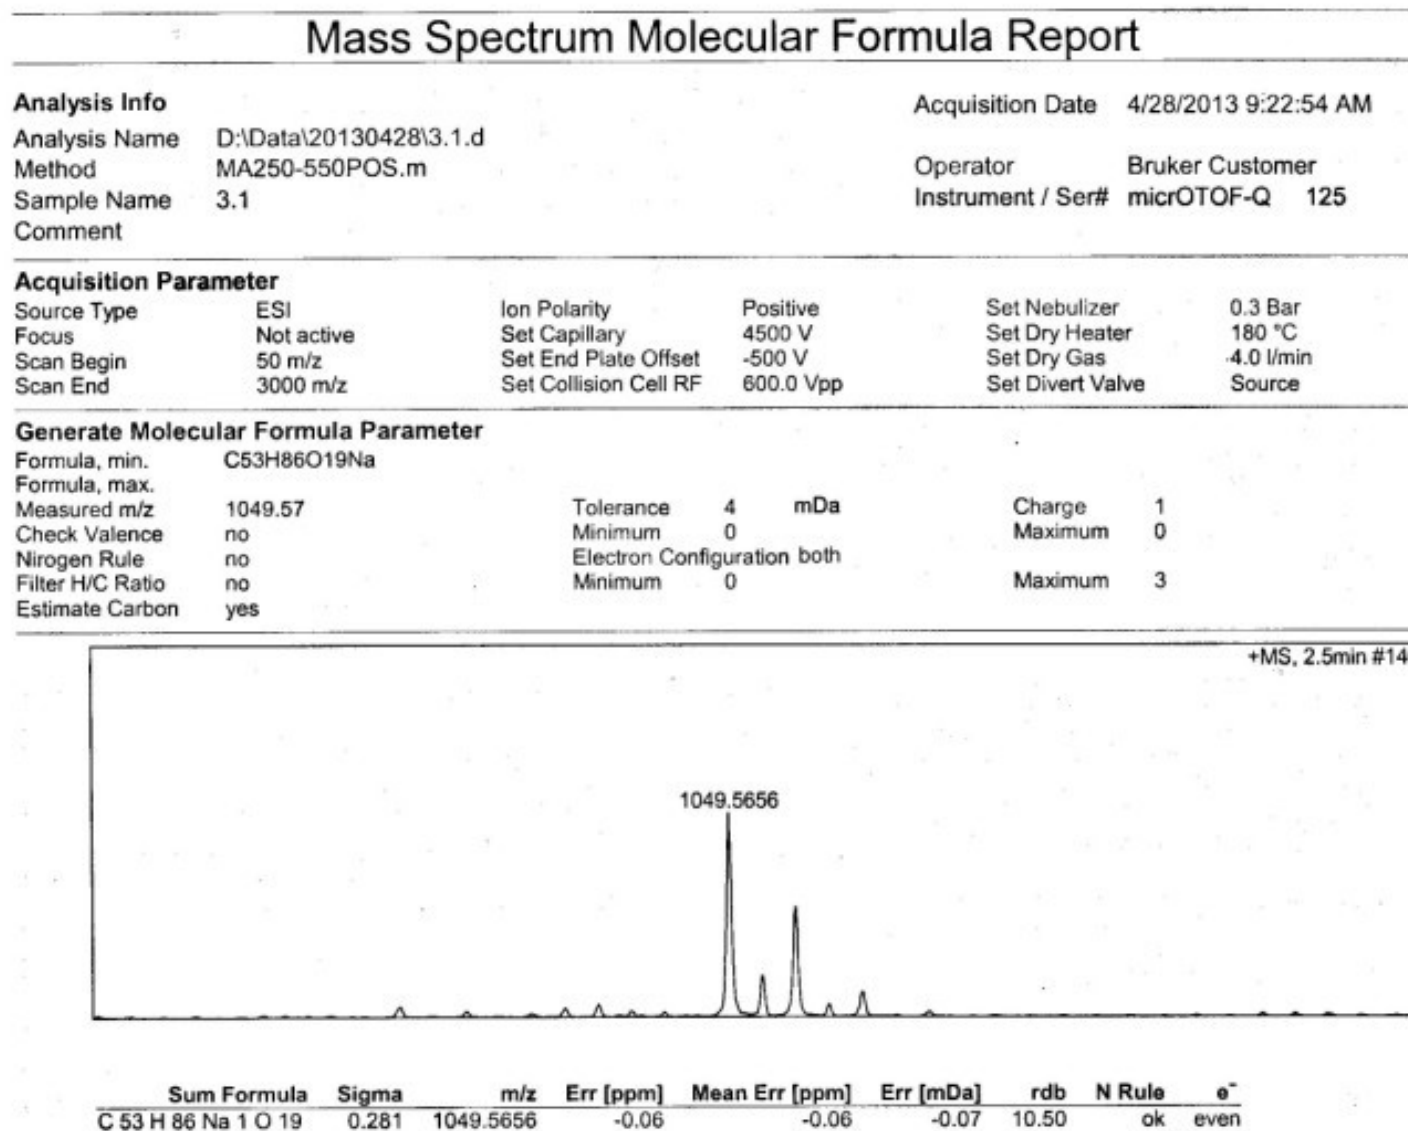 Mass Spectrum Molecular Formula Report
Analysis Info
Acquisition Date 4/28/2013 9:22:54 AM
Analysis Name D:\Data\20130428\3.1.d
Method MA250-550POS.m
Operator Bruker Customer
Sample Name 3.1
Instrument / Ser# micrOTOF-Q 125
Comment
Acquisition Parameter
Source Type ESI Ion Polarity Positive Set Nebulizer 0.3 Bar
Focus Not active Set Capillary 4500 V Set Dry Heater 180 °C
Scan Begin 50 m/z Set End Plate Offset -500 V Set Dry Gas 4.0 l/min
Scan End 3000 m/z Set Collision Cell RF 600.0 Vpp Set Divert Valve Source
Generate Molecular Formula Parameter
Formula, min. C53H86O19Na
Formula, max.
Measured m/z 1049.57 Tolerance 4 mDa Charge 1
Check Valence no Minimum 0 Maximum 0
Nirogen Rule no Electron Configuration both
Filter H/C Ratio no Minimum 0 Maximum 3
Estimate Carbon yes
+MS, 2.5min #14
1049.5656
Sum Formula Sigma m/z Err [ppm] Mean Err [ppm] Err [mDa] rdb N Rule e⁻
C 53 H 86 Na 1 O 19 0.281 1049.5656 -0.06 -0.06 -0.07 10.50 ok even